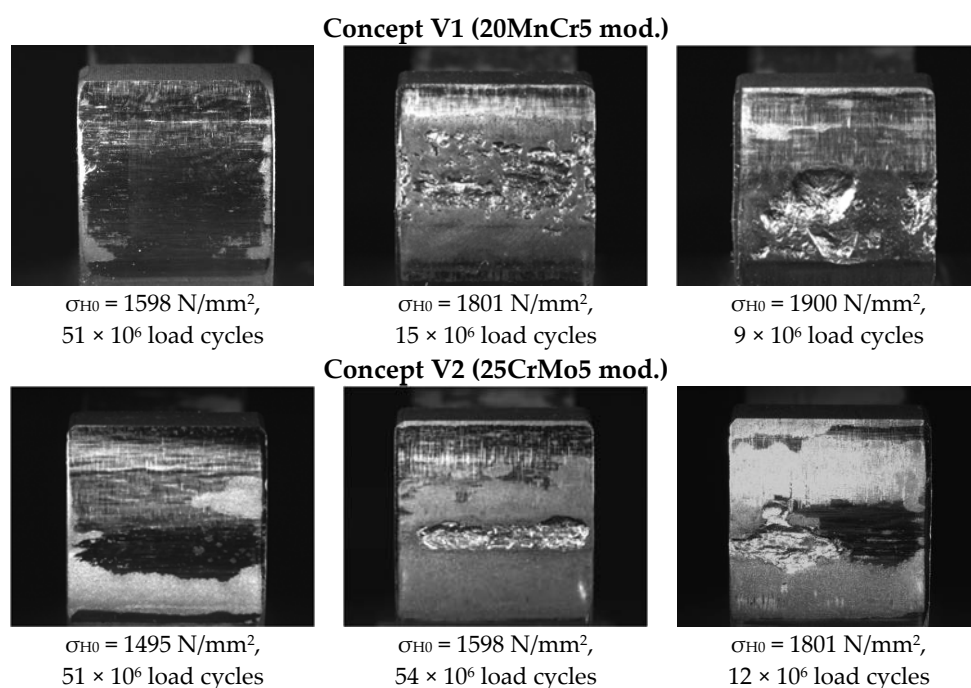 Concept V1 (20MnCr5 mod.)
σH0 = 1598 N/mm²,
51 × 10⁶ load cycles
σH0 = 1801 N/mm²,
15 × 10⁶ load cycles
σH0 = 1900 N/mm²,
9 × 10⁶ load cycles
Concept V2 (25CrMo5 mod.)
σH0 = 1495 N/mm²,
51 × 10⁶ load cycles
σH0 = 1598 N/mm²,
54 × 10⁶ load cycles
σH0 = 1801 N/mm²,
12 × 10⁶ load cycles